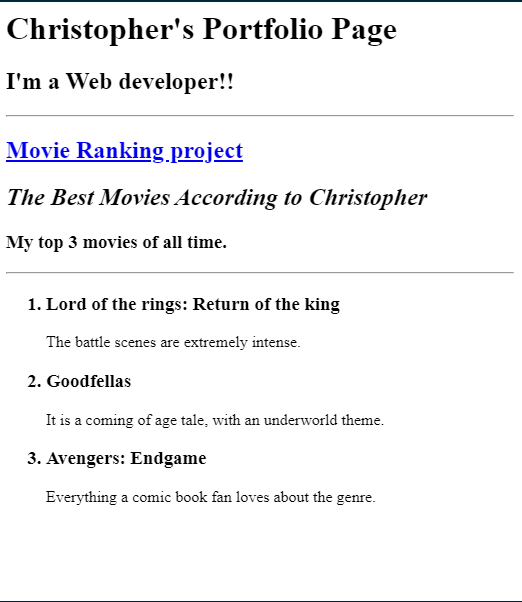 Christopher's Portfolio Page
I'm a Web developer!!
Movie Ranking project
The Best Movies According to Christopher
My top 3 movies of all time.
1. Lord of the rings: Return of the king
The battle scenes are extremely intense.
2. Goodfellas
It is a coming of age tale, with an underworld theme.
3. Avengers: Endgame
Everything a comic book fan loves about the genre.